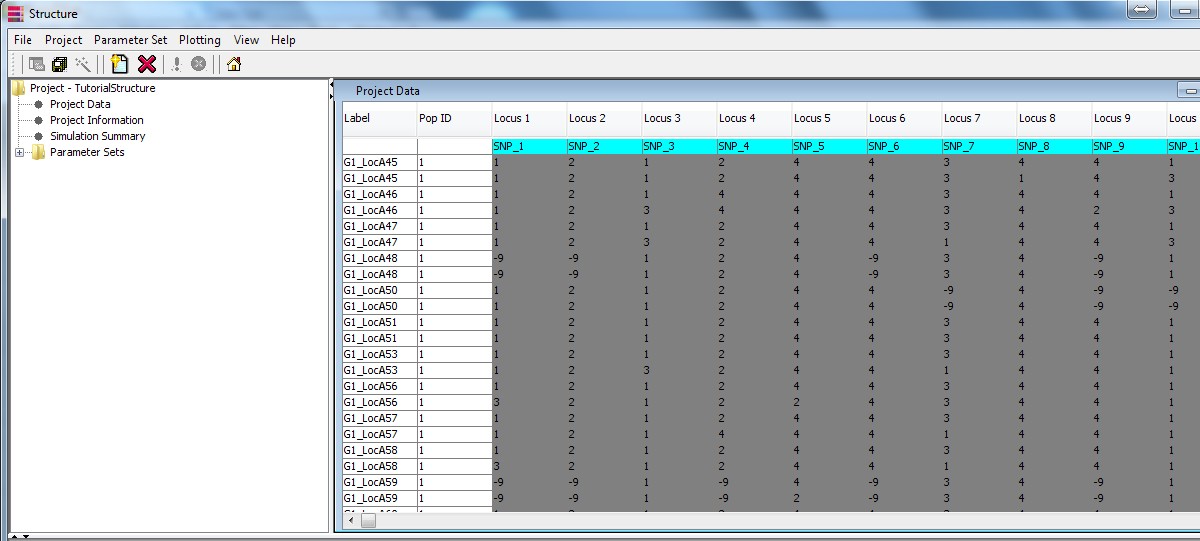 Structure
File Project Parameter Set Plotting View Help
Project - TutorialStructure
Project Data
Project Information
Simulation Summary
Parameter Sets
Project Data
Label Pop ID Locus 1 Locus 2 Locus 3 Locus 4 Locus 5 Locus 6 Locus 7 Locus 8 Locus 9 Locus
SNP_1 SNP_2 SNP_3 SNP_4 SNP_5 SNP_6 SNP_7 SNP_8 SNP_9 SNP_1
G1_LocA45 1 1 2 1 2 4 4 3 4 4 1
G1_LocA45 1 1 2 1 2 4 4 3 1 4 3
G1_LocA46 1 1 2 1 4 4 4 3 4 4 1
G1_LocA46 1 1 2 3 4 4 4 3 4 2 3
G1_LocA47 1 1 2 1 2 4 4 3 4 4 1
G1_LocA47 1 1 2 3 2 4 4 1 4 4 3
G1_LocA48 1 -9 -9 1 2 4 -9 3 4 -9 1
G1_LocA48 1 -9 -9 1 2 4 -9 3 4 -9 1
G1_LocA50 1 1 2 1 2 4 4 -9 4 -9 -9
G1_LocA50 1 1 2 1 2 4 4 -9 4 -9 -9
G1_LocA51 1 1 2 1 2 4 4 3 4 4 1
G1_LocA51 1 1 2 1 2 4 4 3 4 4 1
G1_LocA53 1 1 2 1 2 4 4 3 4 4 1
G1_LocA53 1 1 2 3 2 4 4 1 4 4 1
G1_LocA56 1 1 2 1 2 4 4 3 4 4 1
G1_LocA56 1 3 2 1 2 2 4 3 4 4 1
G1_LocA57 1 1 2 1 2 4 4 3 4 4 1
G1_LocA57 1 1 2 1 4 4 4 1 4 4 1
G1_LocA58 1 1 2 1 2 4 4 3 4 4 1
G1_LocA58 1 3 2 1 2 4 4 1 4 4 1
G1_LocA59 1 -9 -9 1 -9 4 -9 3 4 -9 1
G1_LocA59 1 -9 -9 1 -9 2 -9 3 4 -9 1